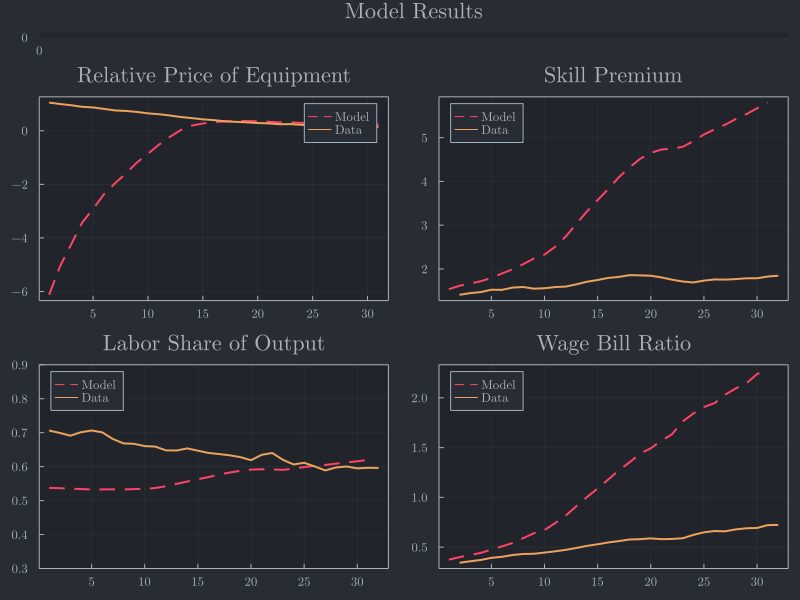 Model Results
0
0
Relative Price of Equipment
Model
Data
0
−2
−4
−6
5 10 15 20 25 30
Skill Premium
Model
Data
5
4
3
2
5 10 15 20 25 30
Labor Share of Output
Model
Data
0.9
0.8
0.7
0.6
0.5
0.4
0.3
5 10 15 20 25 30
Wage Bill Ratio
Model
Data
2.0
1.5
1.0
0.5
5 10 15 20 25 30